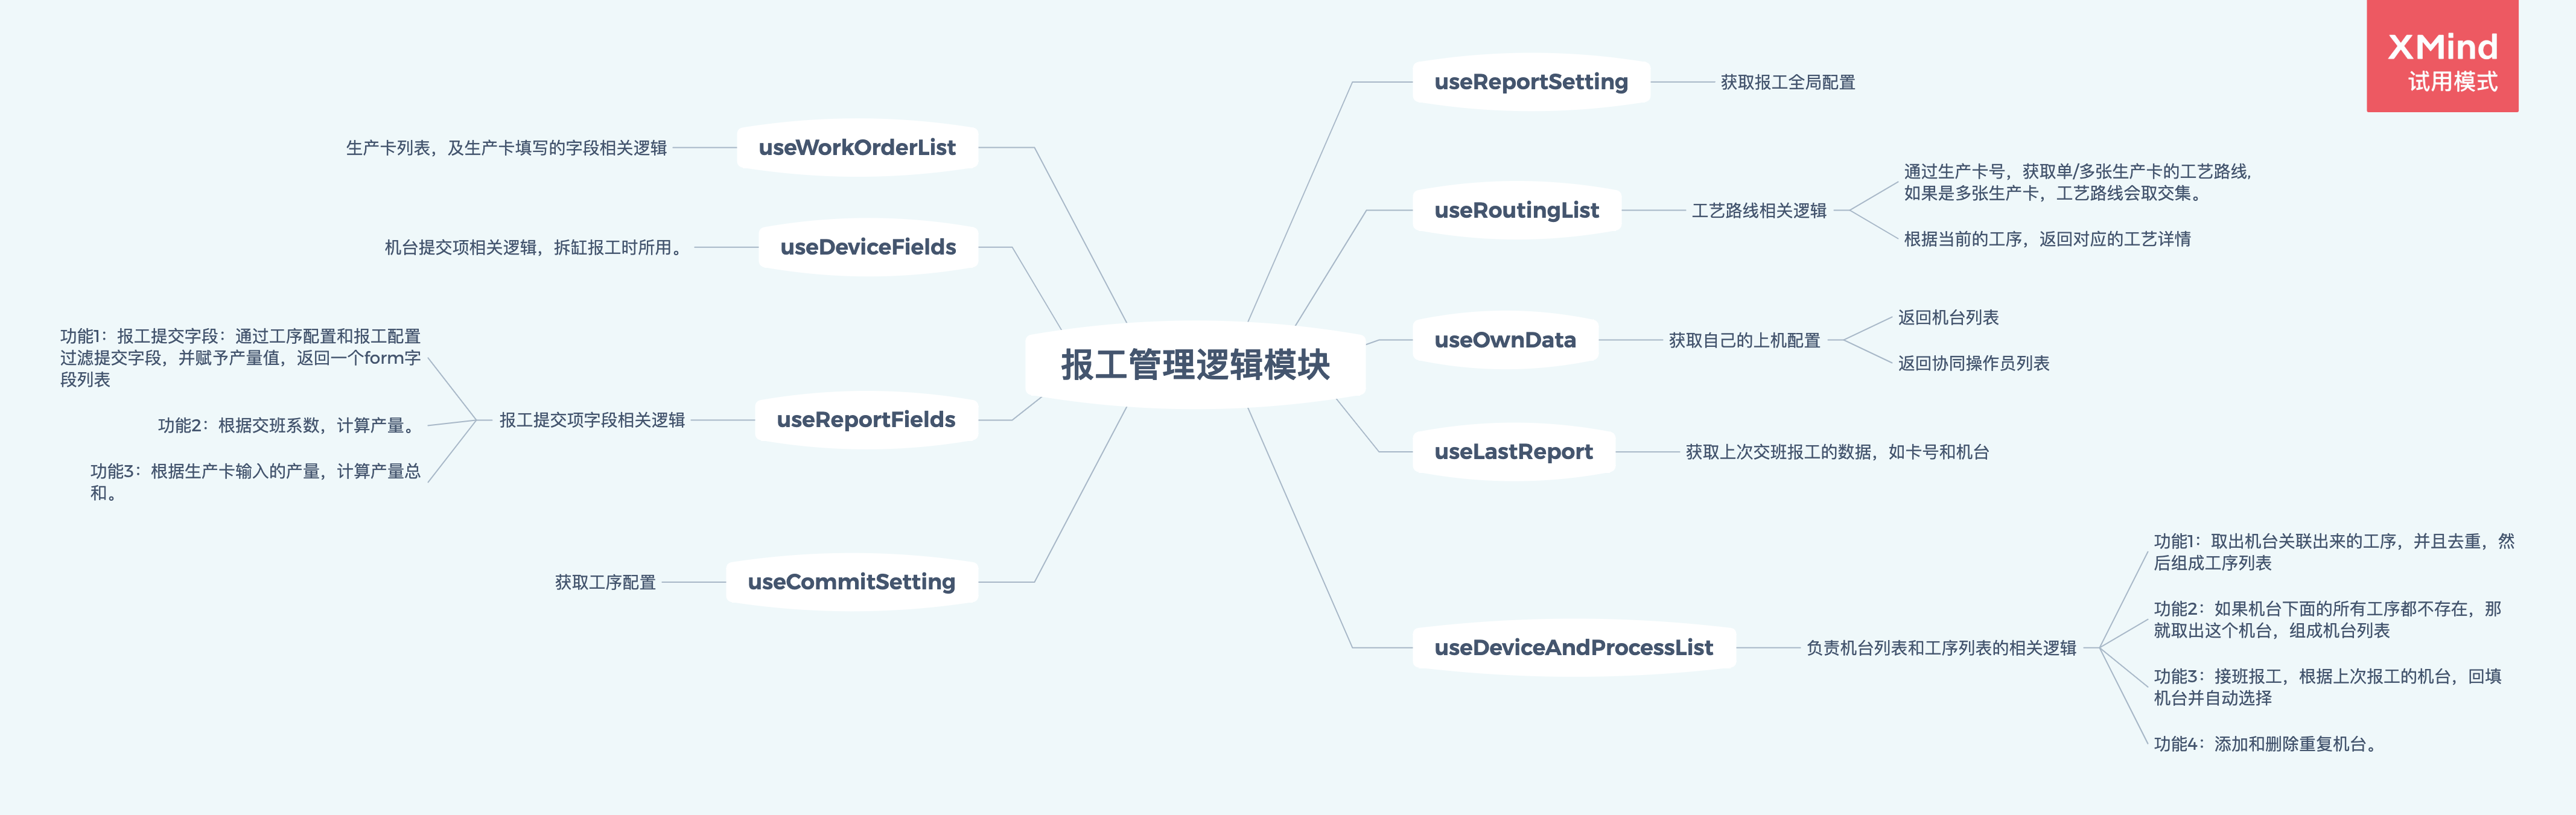 XMind
试用模式
报工管理逻辑模块
useReportSetting
获取报工全局配置
useRoutingList
工艺路线相关逻辑
通过生产卡号，获取单/多张生产卡的工艺路线,
如果是多张生产卡，工艺路线会取交集。
根据当前的工序，返回对应的工艺详情
useOwnData
获取自己的上机配置
返回机台列表
返回协同操作员列表
useLastReport
获取上次交班报工的数据，如卡号和机台
useDeviceAndProcessList
负责机台列表和工序列表的相关逻辑
功能1：取出机台关联出来的工序，并且去重，然
后组成工序列表
功能2：如果机台下面的所有工序都不存在，那
就取出这个机台，组成机台列表
功能3：接班报工，根据上次报工的机台，回填
机台并自动选择
功能4：添加和删除重复机台。
useWorkOrderList
生产卡列表，及生产卡填写的字段相关逻辑
useDeviceFields
机台提交项相关逻辑，拆缸报工时所用。
useReportFields
报工提交项字段相关逻辑
功能1：报工提交字段：通过工序配置和报工配置
过滤提交字段，并赋予产量值，返回一个form字
段列表
功能2：根据交班系数，计算产量。
功能3：根据生产卡输入的产量，计算产量总
和。
useCommitSetting
获取工序配置